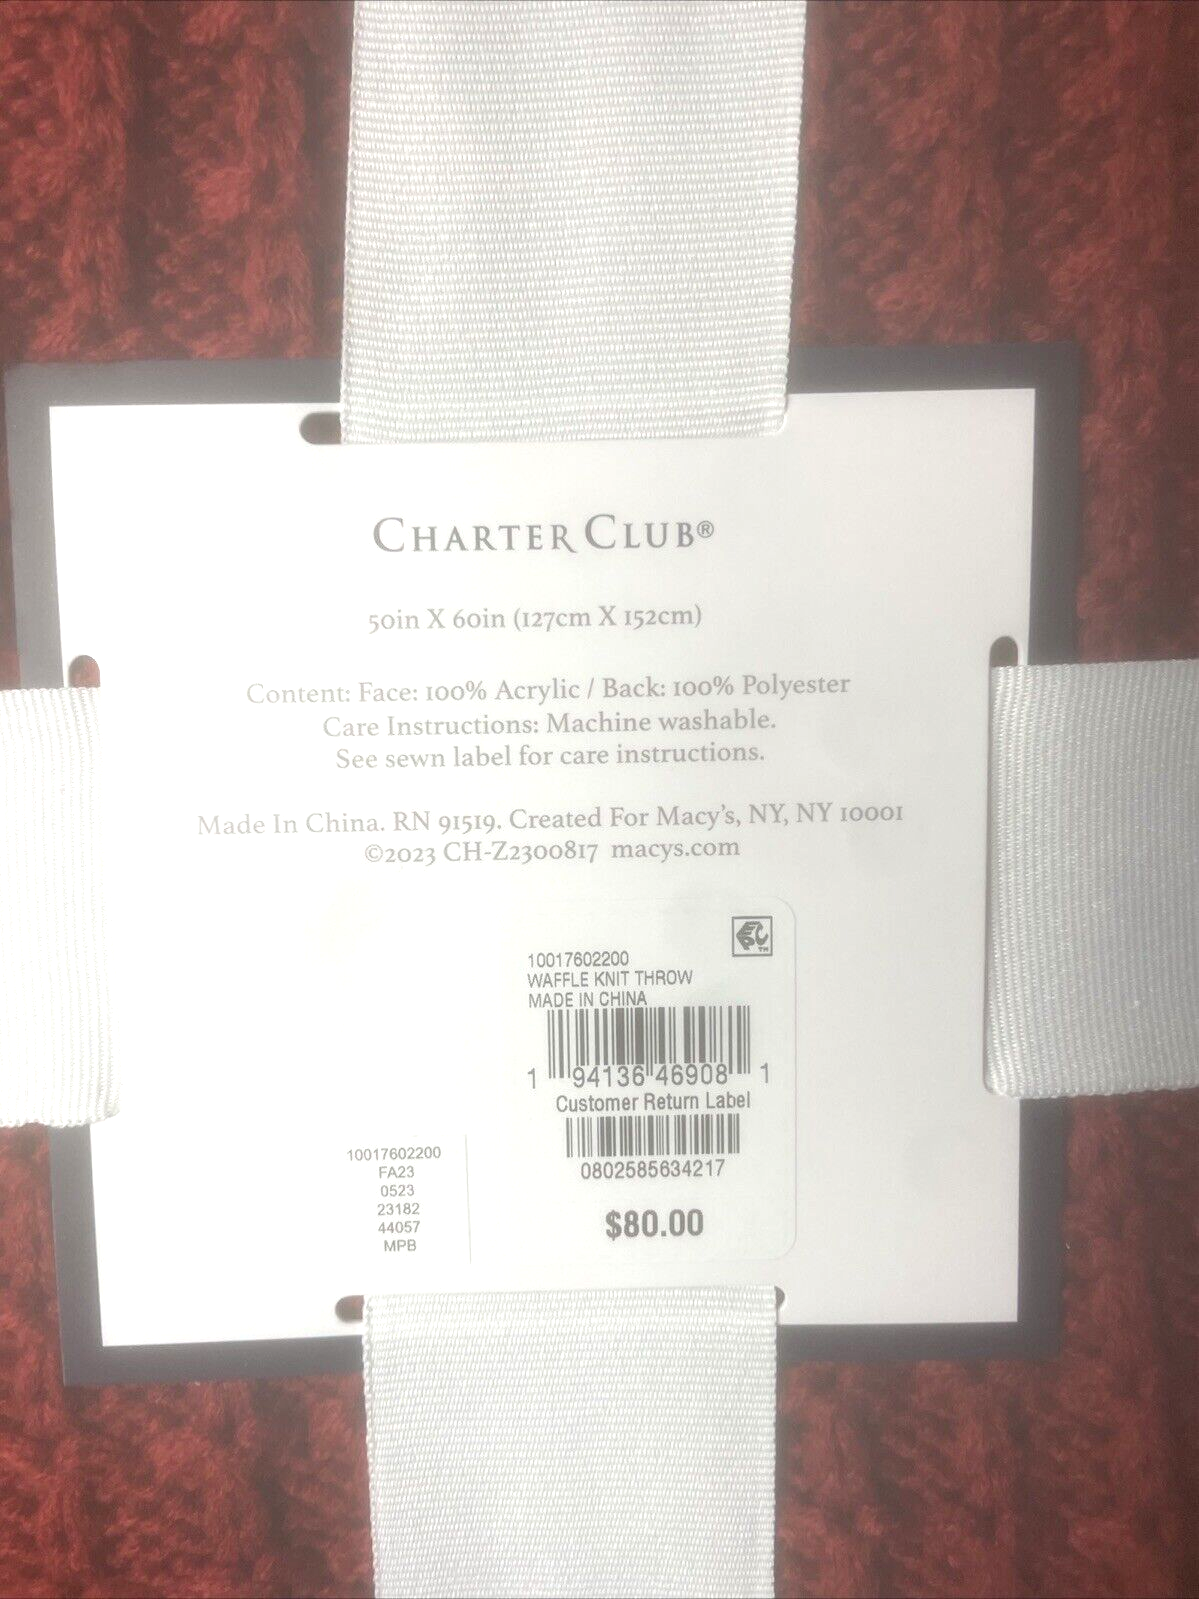 CHARTER CLUB®
50in X 60in (127cm X 152cm)
Content: Face: 100% Acrylic / Back: 100% Polyester
Care Instructions: Machine washable.
See sewn label for care instructions.
Made In China. RN 91519. Created For Macy's, NY, NY 10001
©2023 CH-Z2300817 macys.com
10017602200
WAFFLE KNIT THROW
MADE IN CHINA
1 94136 46908 1
Customer Return Label
0802585634217
$80.00
10017602200
FA23
0523
23182
44057
MPB